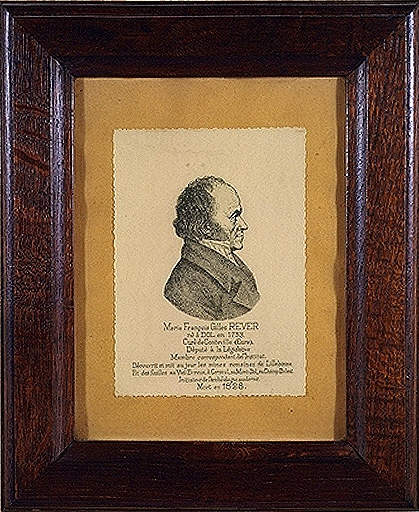 Marie François Gilles REVER
né à DOL en 1753.
Curé de Conteville (Eure).
Député à la Législative
Membre correspondant de l'Institut.
Découvrit et mit au jour les ruines romaines de Lillebonne
Fit des fouilles au Vieil Evreux, à
Initiateur de l'archéologie moderne.
Mort en 1828.